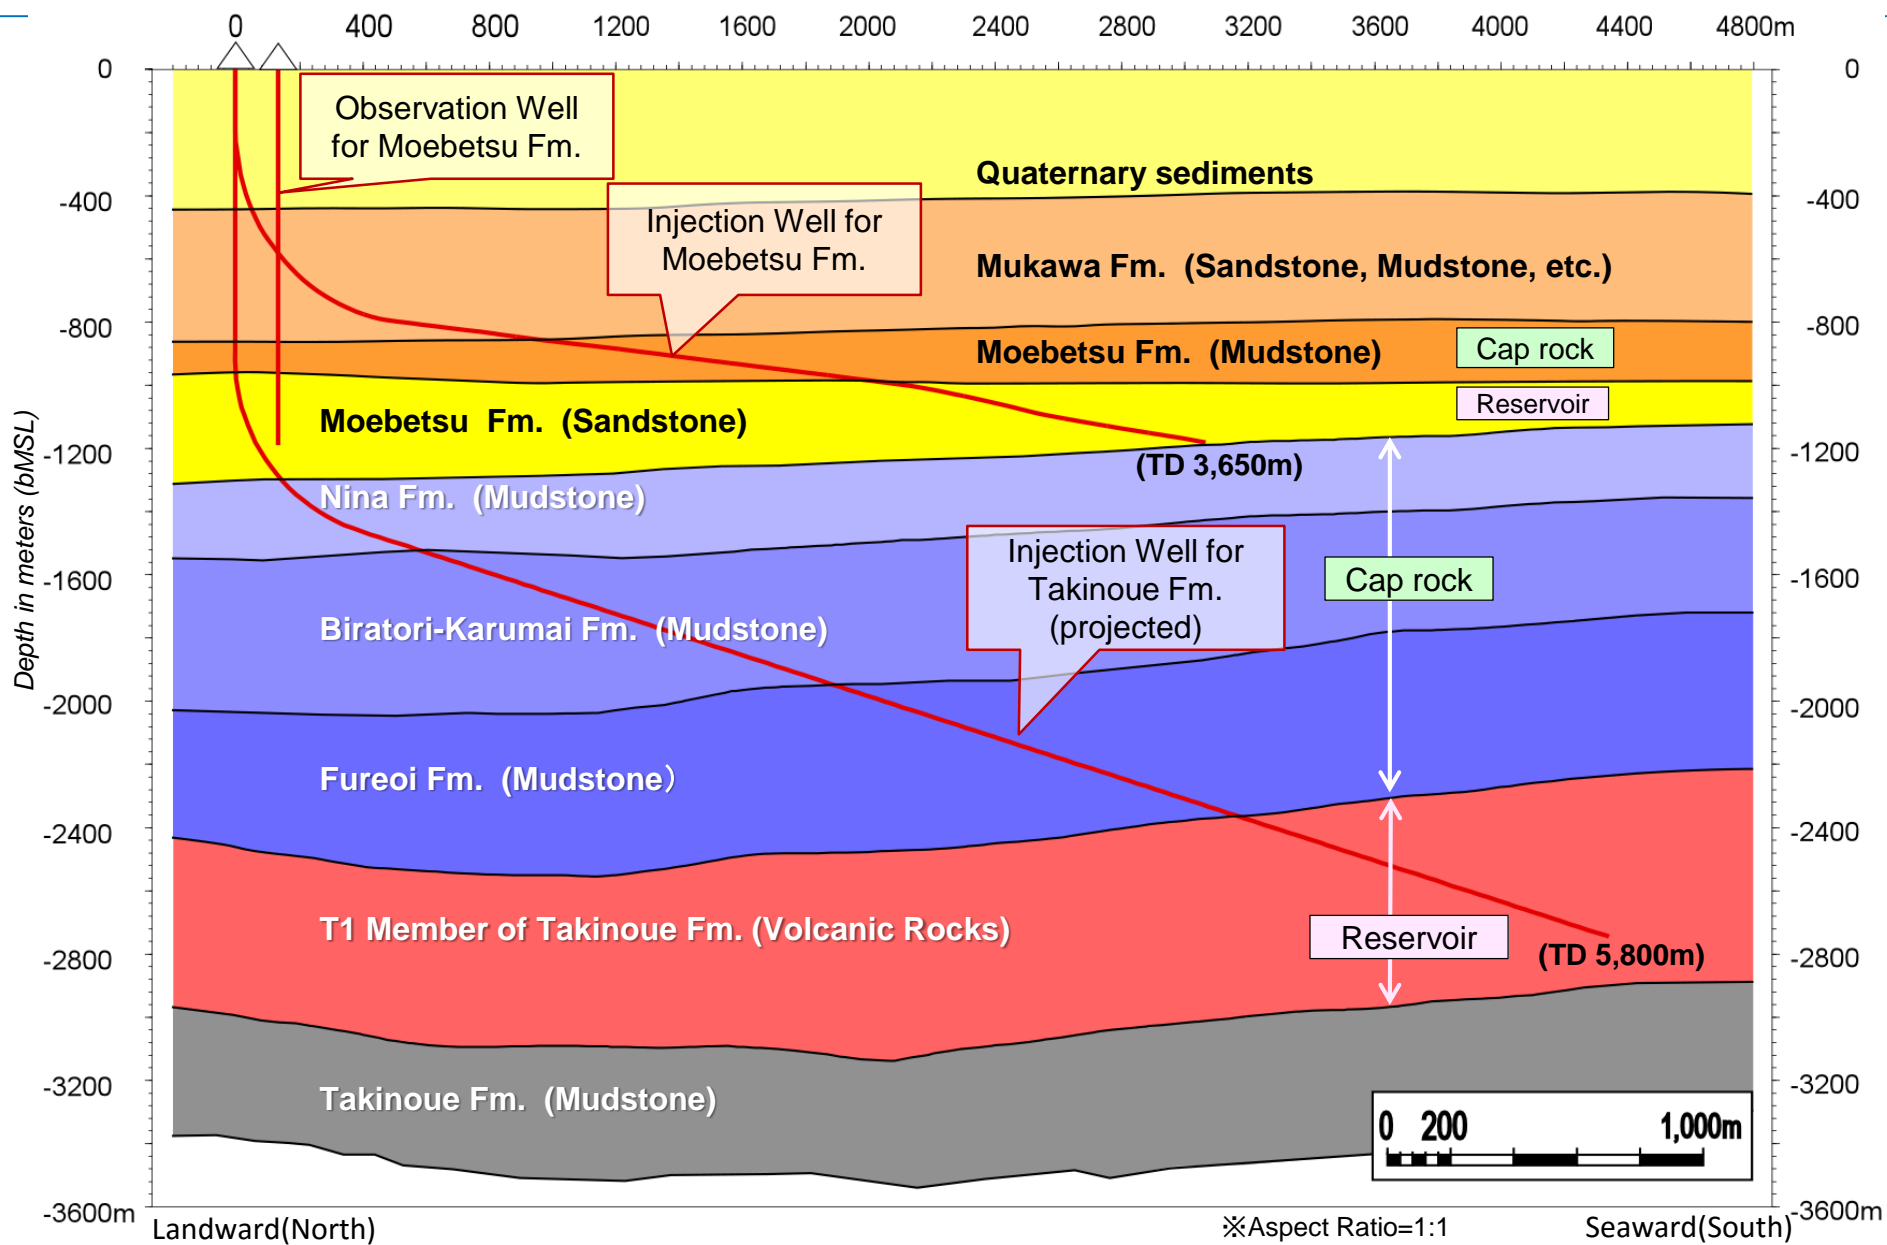 0 400 800 1200 1600 2000 2400 2800 3200 3600 4000 4400 4800m
0
-400
-800
-1200
-1600
-2000
-2400
-2800
-3200
-3600m
Depth in meters (bMSL)
0
-400
-800
-1200
-1600
-2000
-2400
-2800
-3200
-3600m
Observation Well
for Moebetsu Fm.
Quaternary sediments
Injection Well for
Moebetsu Fm.
Mukawa Fm. (Sandstone, Mudstone, etc.)
Moebetsu Fm. (Mudstone)
Cap rock
Reservoir
Moebetsu Fm. (Sandstone)
(TD 3,650m)
Nina Fm. (Mudstone)
Injection Well for
Takinoue Fm.
(projected)
Cap rock
Biratori-Karumai Fm. (Mudstone)
Fureoi Fm. (Mudstone）
T1 Member of Takinoue Fm. (Volcanic Rocks)
Reservoir
(TD 5,800m)
Takinoue Fm. (Mudstone)
0 200 1,000m
Landward(North)
※Aspect Ratio=1:1
Seaward(South)